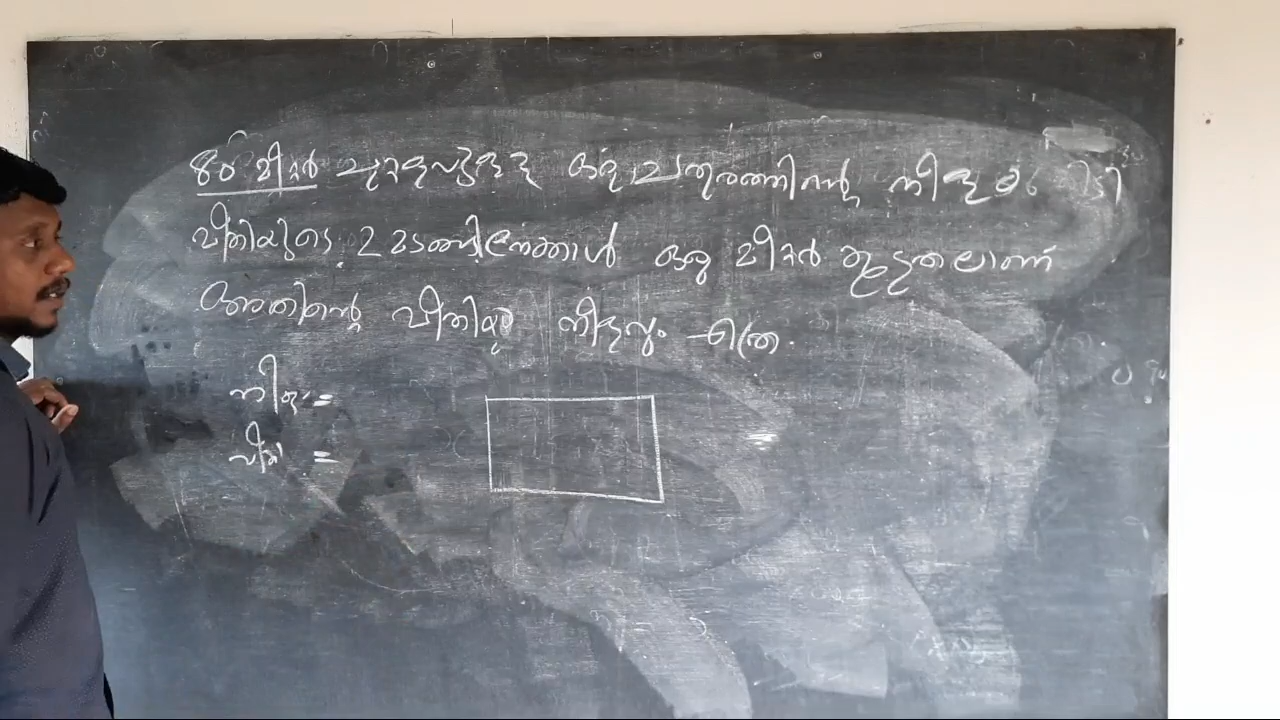 80 മീറ്റർ ചുറ്റളവുള്ള ഒരു ചതുരത്തിന്റെ നീളം
വീതിയുടെ 2 മടങ്ങിനേക്കാൾ ഒരു മീറ്റർ കൂടുതലാണ്
അതിന്റെ വീതിയും നീളവും എത്ര.
നീളം =
വീതി =